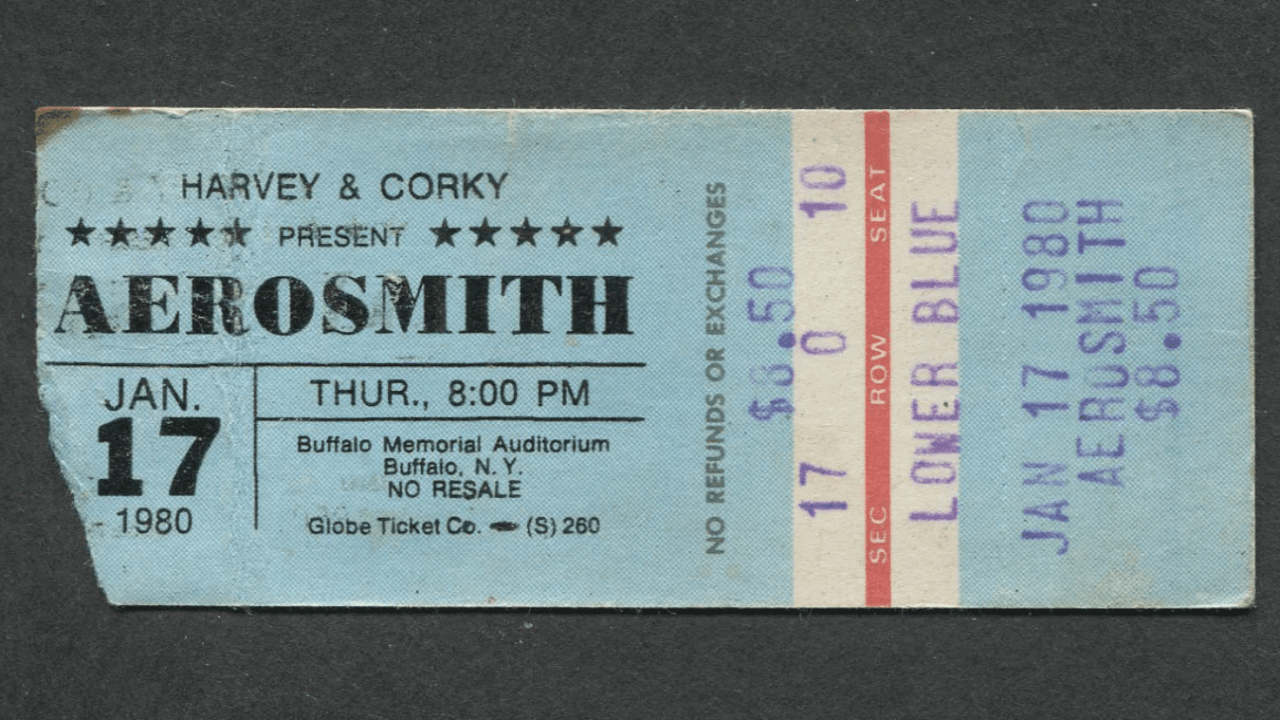 HARVEY & CORKY
★★★★★ PRESENT ★★★★★
AEROSMITH
JAN.
17
1980
THUR., 8:00 PM
Buffalo Memorial Auditorium
Buffalo, N. Y.
NO RESALE
Globe Ticket Co. (S) 260
NO REFUNDS OR EXCHANGES
$8.50
17 0 10
SEC ROW SEAT
LOWER BLUE
JAN 17 1980
AEROSMITH
$8.50